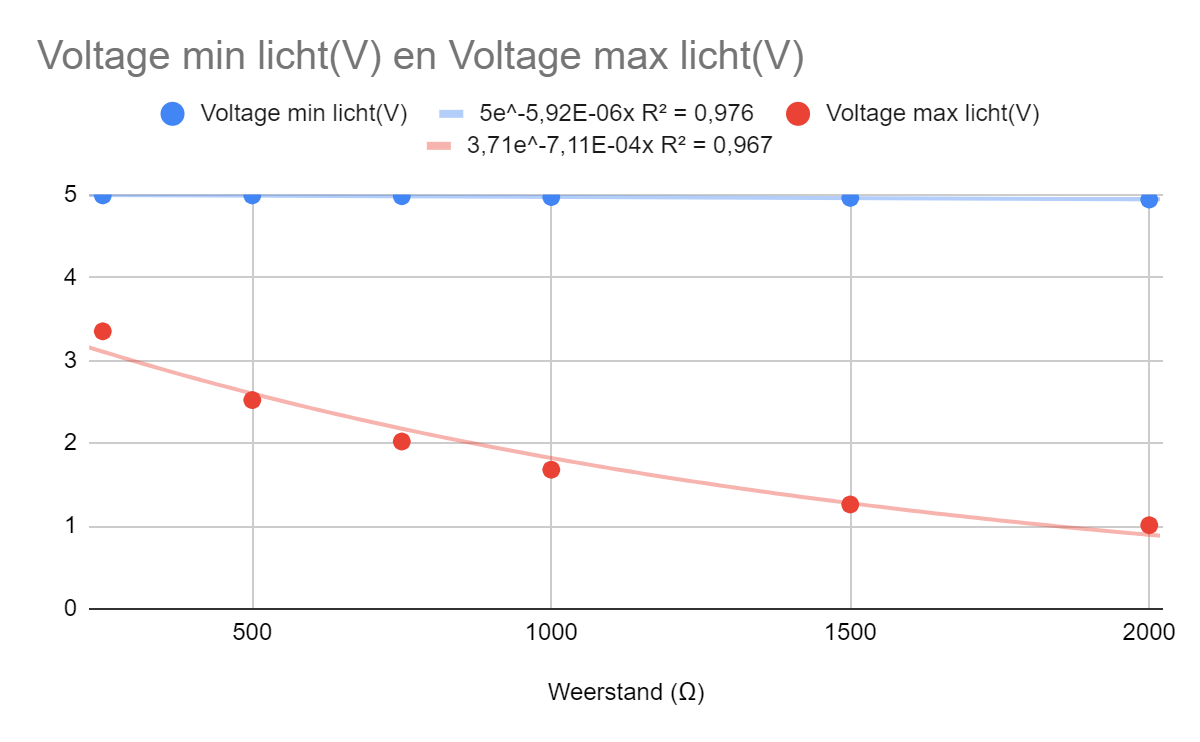 Voltage min licht(V) en Voltage max licht(V)
Voltage min licht(V) 5e^-5,92E-06x R² = 0,976 Voltage max licht(V)
3,71e^-7,11E-04x R² = 0,967
5
4
3
2
1
0
500 1000 1500 2000
Weerstand (Ω)